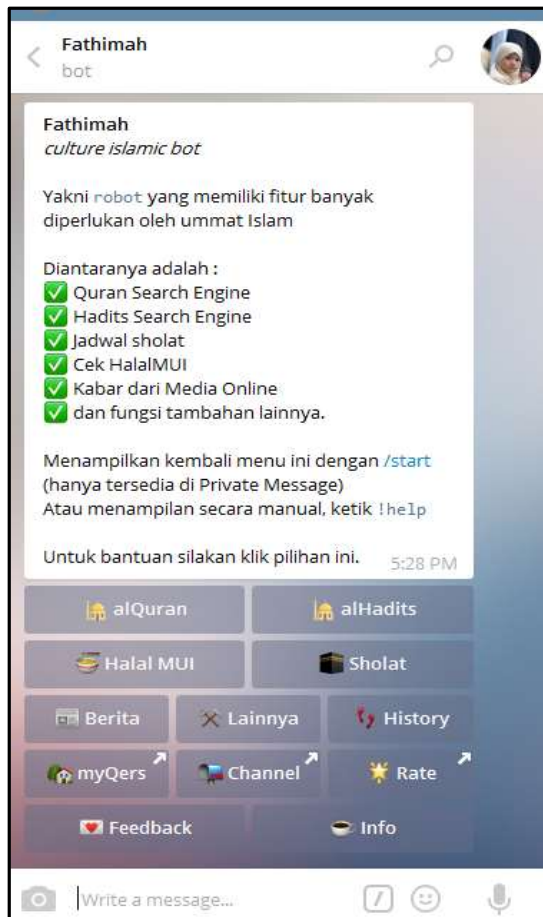 Fathimah
bot
Fathimah
culture islamic bot
Yakni robot yang memiliki fitur banyak
diperlukan oleh ummat Islam
Diantaranya adalah :
✅ Quran Search Engine
✅ Hadits Search Engine
✅ Jadwal sholat
✅ Cek HalalMUI
✅ Kabar dari Media Online
✅ dan fungsi tambahan lainnya.
Menampilkan kembali menu ini dengan /start
(hanya tersedia di Private Message)
Atau menampilan secara manual, ketik !help
Untuk bantuan silakan klik pilihan ini.
5:28 PM
alQuran
alHadits
Halal MUI
Sholat
Berita
Lainnya
History
myQers
Channel
Rate
Feedback
Info
Write a message...